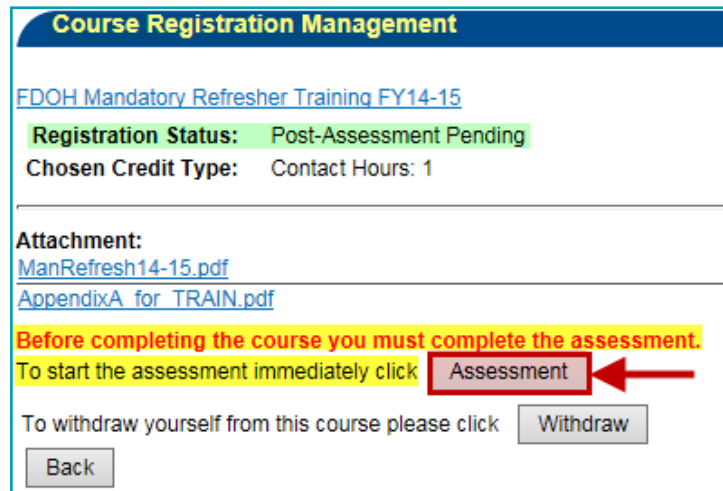 Course Registration Management
FDOH Mandatory Refresher Training FY14-15
Registration Status: Post-Assessment Pending
Chosen Credit Type: Contact Hours: 1
Attachment:
ManRefresh14-15.pdf
AppendixA_for_TRAIN.pdf
Before completing the course you must complete the assessment.
To start the assessment immediately click Assessment
To withdraw yourself from this course please click Withdraw
Back